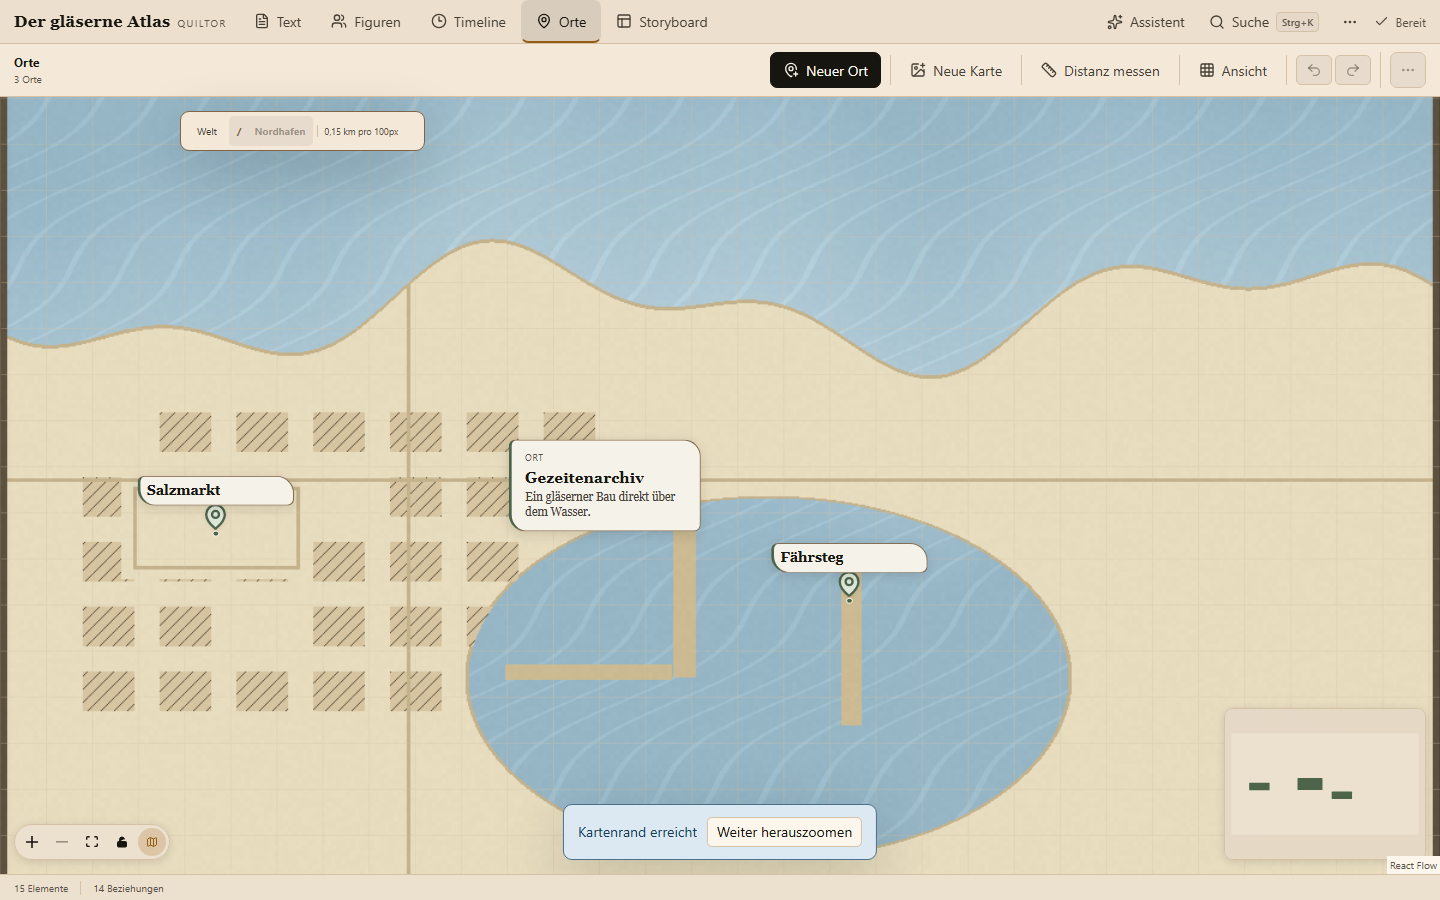 Der gläserne Atlas QUILTOR Text Figuren Timeline Orte Storyboard Assistent Suche Strg+K Bereit
Orte
3 Orte
Neuer Ort Neue Karte Distanz messen Ansicht
Welt / Nordhafen 0,15 km pro 100px
ORT
Gezeitenarchiv
Ein gläserner Bau direkt über
dem Wasser.
Salzmarkt
Fährsteg
Kartenrand erreicht Weiter herauszoomen
React Flow
15 Elemente 14 Beziehungen